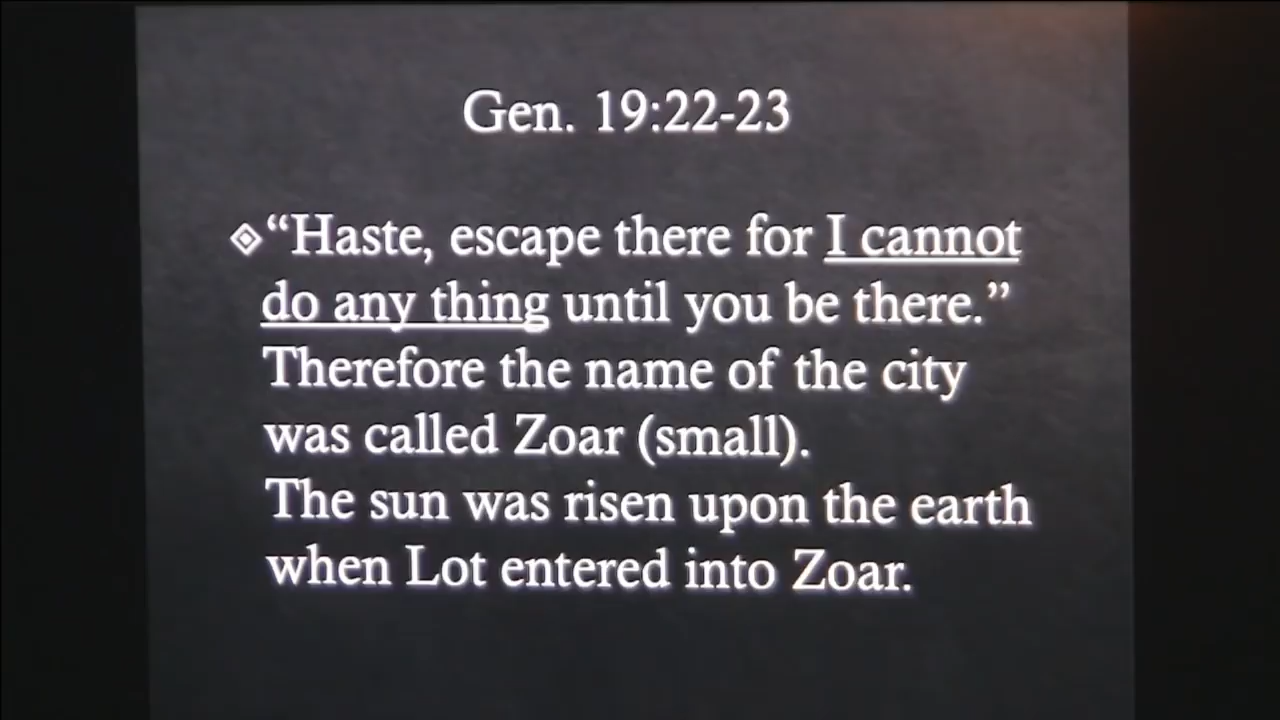 Gen. 19:22-23
“Haste, escape there for I cannot
do any thing until you be there.”
Therefore the name of the city
was called Zoar (small).
The sun was risen upon the earth
when Lot entered into Zoar.